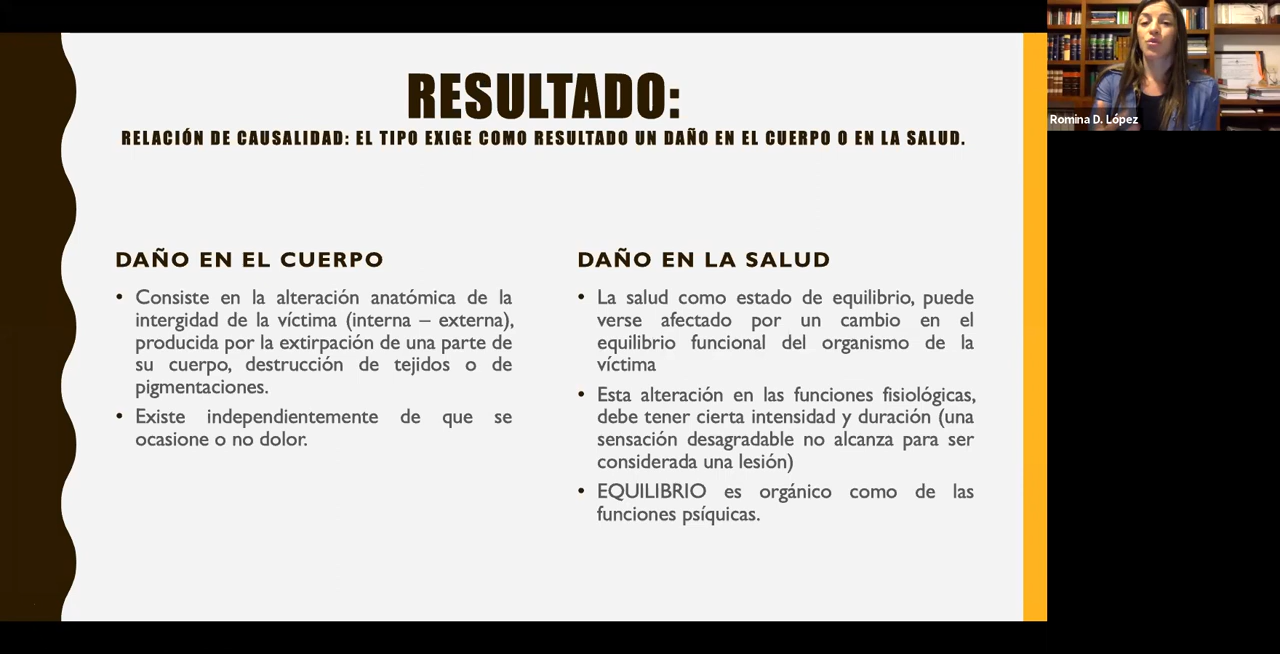 RESULTADO:
RELACIÓN DE CAUSALIDAD: EL TIPO EXIGE COMO RESULTADO UN DAÑO EN EL CUERPO O EN LA SALUD.
DAÑO EN EL CUERPO
• Consiste en la alteración anatómica de la
intergidad de la víctima (interna – externa),
producida por la extirpación de una parte de
su cuerpo, destrucción de tejidos o de
pigmentaciones.
• Existe independientemente de que se
ocasione o no dolor.
DAÑO EN LA SALUD
• La salud como estado de equilibrio, puede
verse afectado por un cambio en el
equilibrio funcional del organismo de la
víctima
• Esta alteración en las funciones fisiológicas,
debe tener cierta intensidad y duración (una
sensación desagradable no alcanza para ser
considerada una lesión)
• EQUILIBRIO es orgánico como de las
funciones psíquicas.
Romina D. López